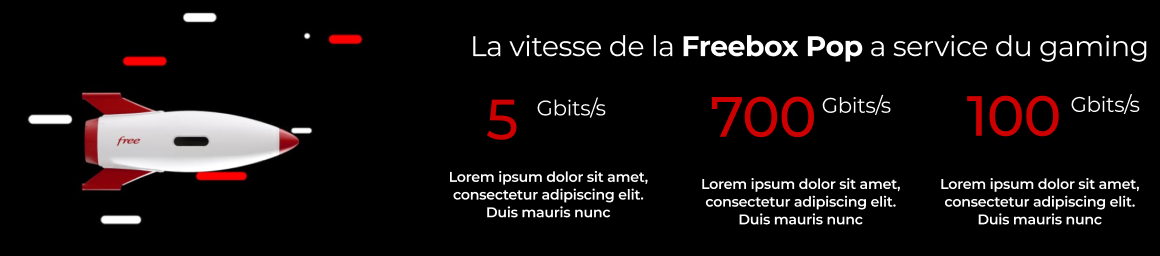 La vitesse de la Freebox Pop a service du gaming
free
5 Gbits/s
700 Gbits/s
100 Gbits/s
Lorem ipsum dolor sit amet,
consectetur adipiscing elit.
Duis mauris nunc
Lorem ipsum dolor sit amet,
consectetur adipiscing elit.
Duis mauris nunc
Lorem ipsum dolor sit amet,
consectetur adipiscing elit.
Duis mauris nunc